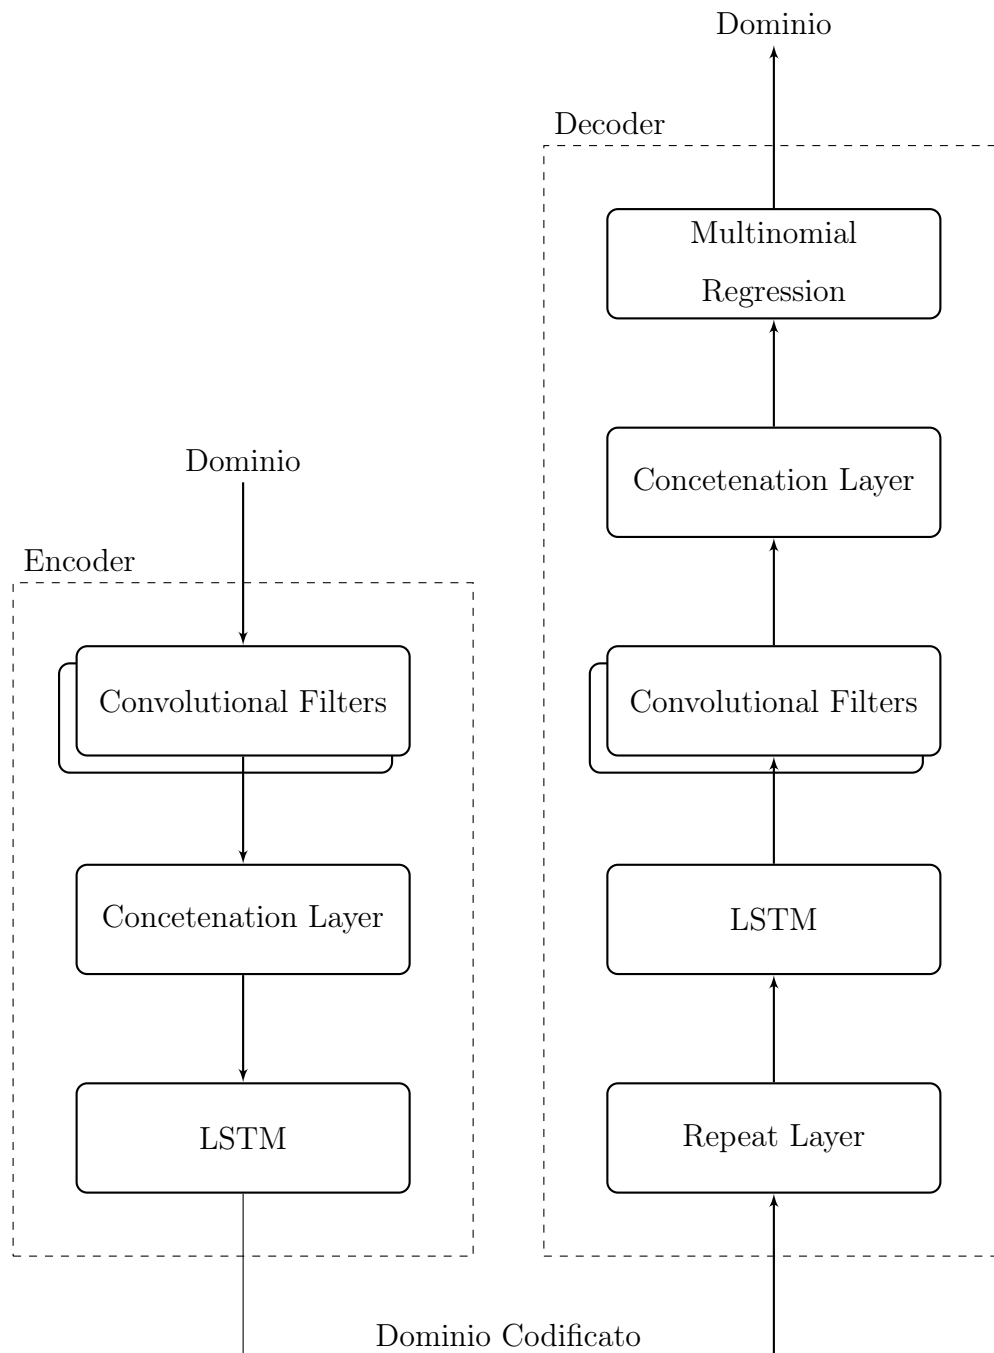 Dominio
Encoder
Convolutional Filters
Concetenation Layer
LSTM
Dominio Codificato
Dominio
Decoder
Multinomial
Regression
Concetenation Layer
Convolutional Filters
LSTM
Repeat Layer